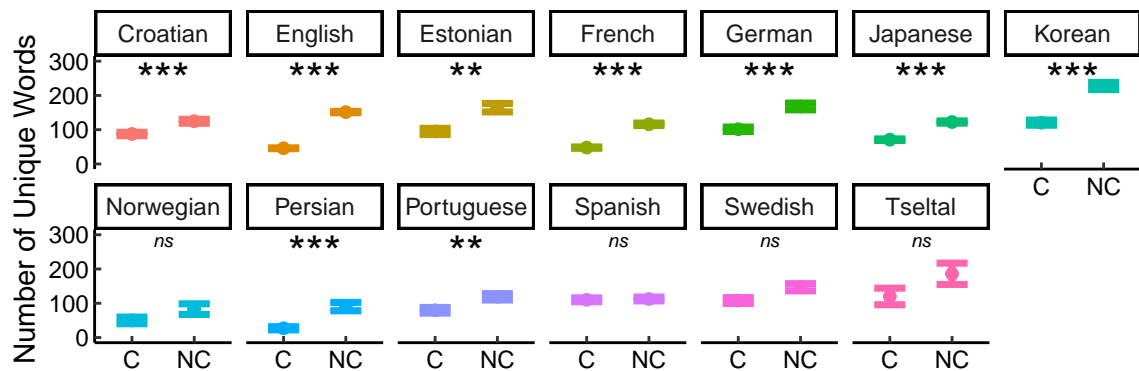 Number of Unique Words
Croatian English Estonian French German Japanese Korean
*** *** ** *** *** *** ***
300
200
100
0
C NC
Norwegian Persian Portuguese Spanish Swedish Tseltal
ns *** ** ns ns ns
300
200
100
0
C NC C NC C NC C NC C NC C NC